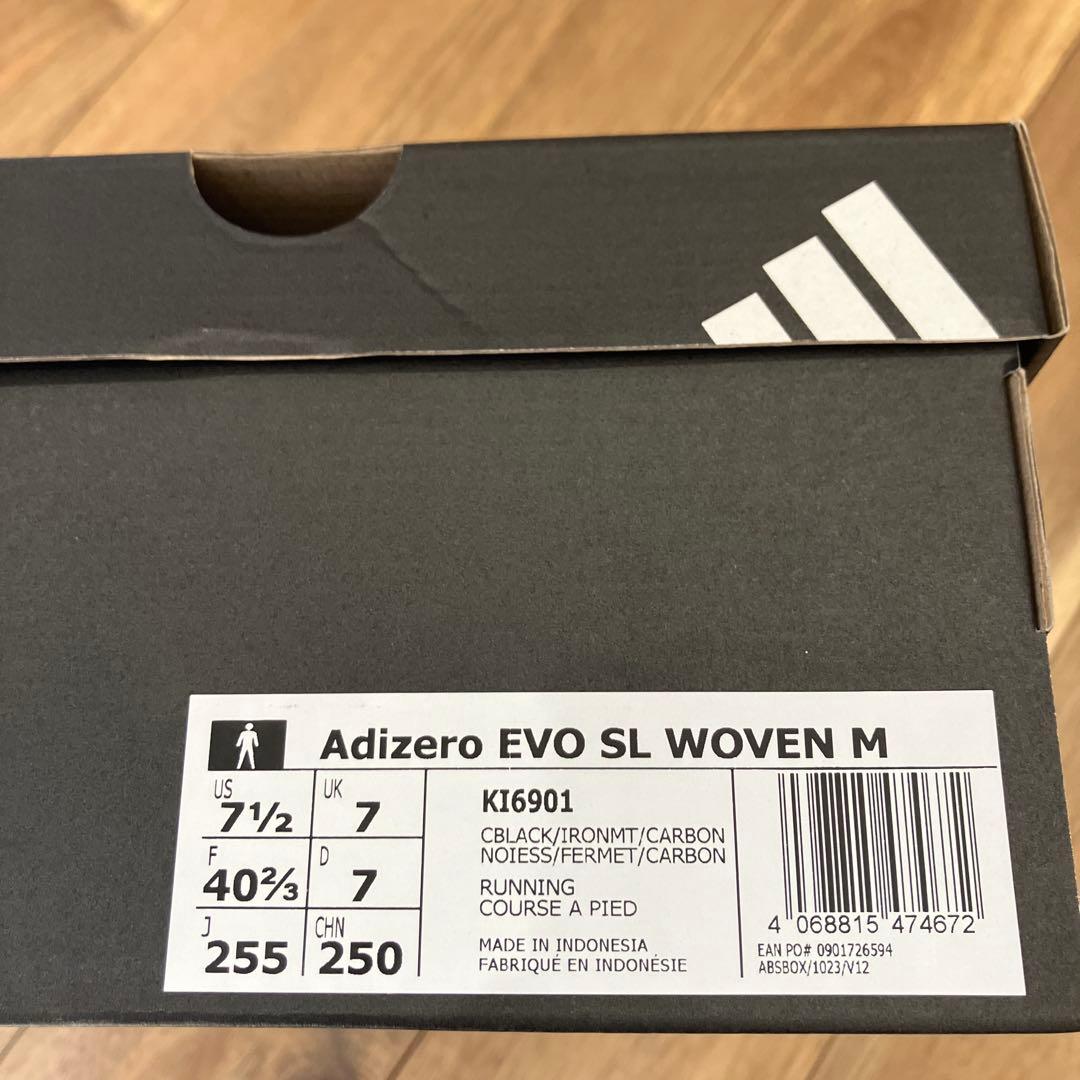 Adizero EVO SL WOVEN M
US 7½
UK 7
F 40⅔
D 7
J 255
CHN 250
KI6901
CBLACK/IRONMT/CARBON
NOIESS/FERMET/CARBON
RUNNING
COURSE A PIED
MADE IN INDONESIA
FABRIQUÉ EN INDONÉSIE
4 068815 474672
EAN PO# 0901726594
ABSBOX/1023/V12